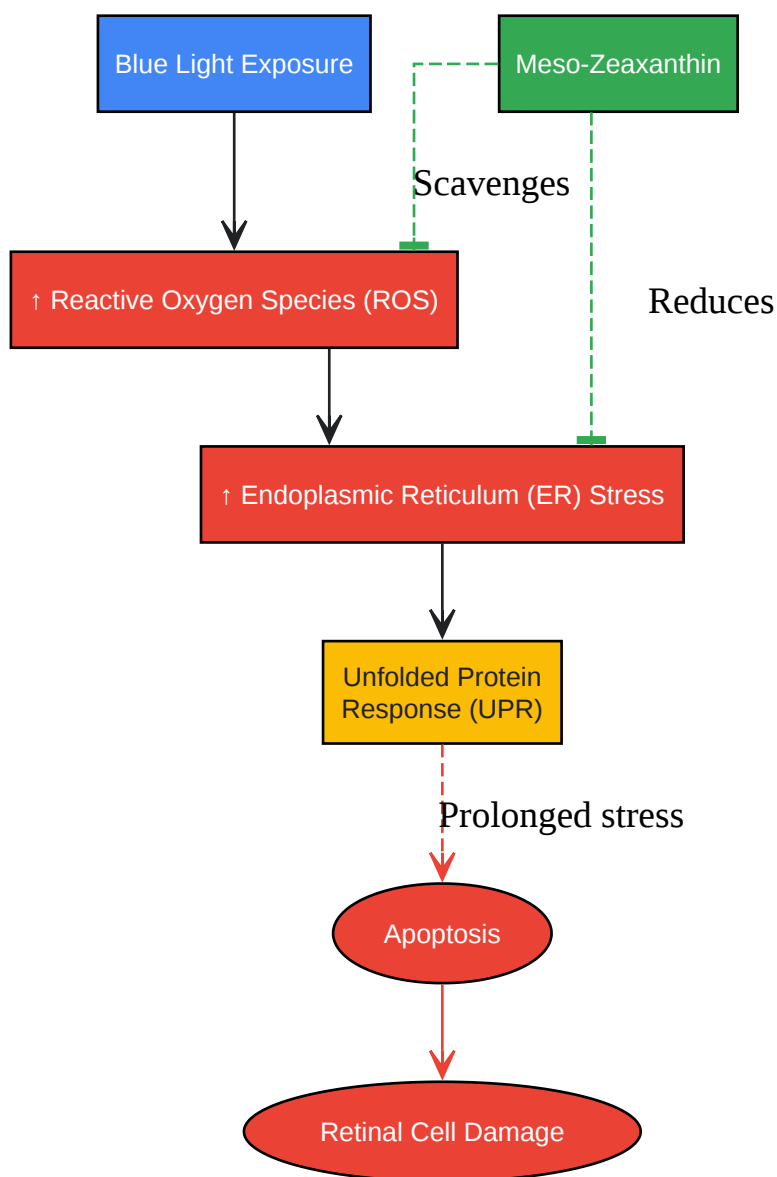 Blue Light Exposure
Meso-Zeaxanthin
Scavenges
↑ Reactive Oxygen Species (ROS)
Reduces
↑ Endoplasmic Reticulum (ER) Stress
Unfolded Protein
Response (UPR)
Prolonged stress
Apoptosis
Retinal Cell Damage